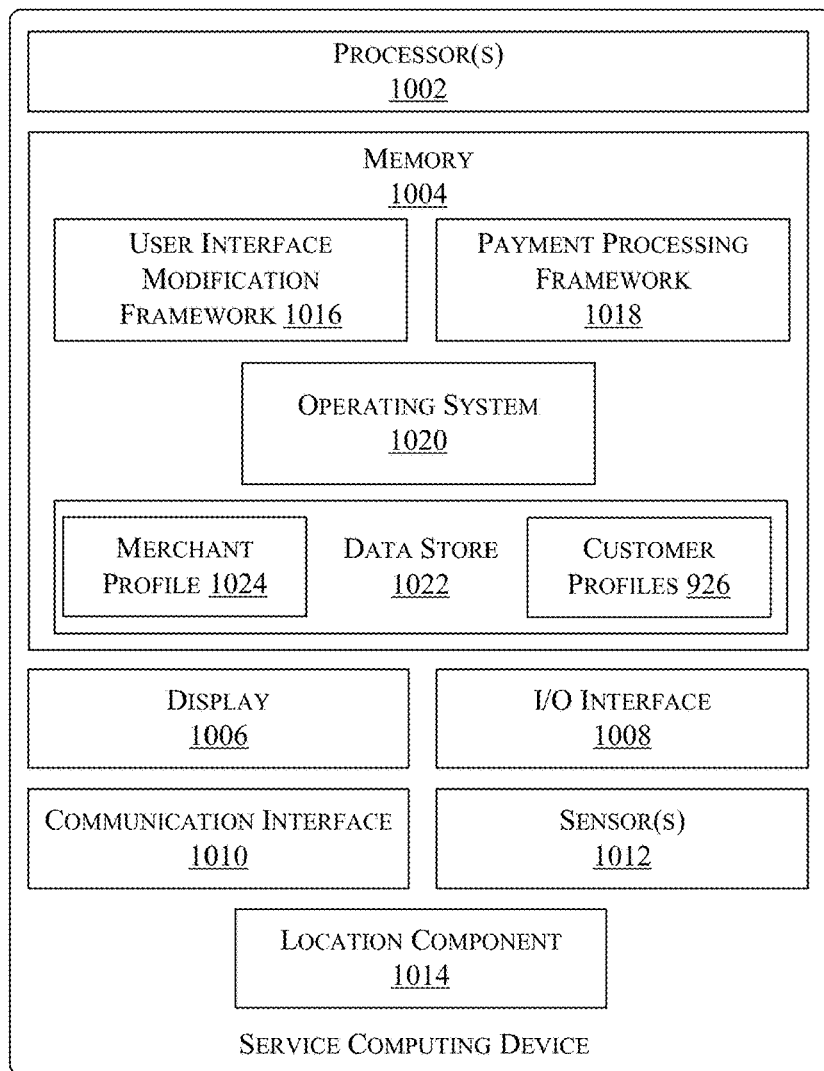 PROCESSOR(S)
1002
MEMORY
1004
USER INTERFACE
MODIFICATION
FRAMEWORK 1016
PAYMENT PROCESSING
FRAMEWORK
1018
OPERATING SYSTEM
1020
MERCHANT
PROFILE 1024
DATA STORE
1022
CUSTOMER
PROFILES 926
DISPLAY
1006
I/O INTERFACE
1008
COMMUNICATION INTERFACE
1010
SENSOR(S)
1012
LOCATION COMPONENT
1014
SERVICE COMPUTING DEVICE